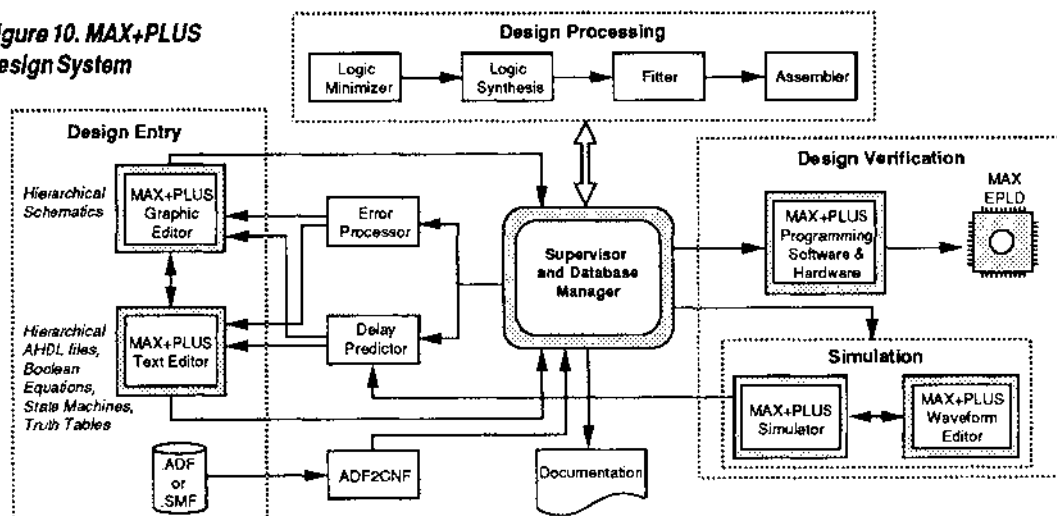 igure 10. MAX+PLUS
esign System
Design Processing
Logic
Minimizer
Logic
Synthesis
Fitter
Assembler
Design Entry
Hierarchical
Schematics
MAX+PLUS
Graphic
Editor
Error
Processor
Supervisor
and Database
Manager
Design Verification
MAX+PLUS
Programming
Software &
Hardware
MAX
EPLD
Hierarchical
AHDL files,
Boolean
Equations,
State Machines,
Truth Tables
MAX+PLUS
Text Editor
Delay
Predictor
Simulation
MAX+PLUS
Simulator
MAX+PLUS
Waveform
Editor
.ADF
or
.SMF
ADF2CNF
Documentation